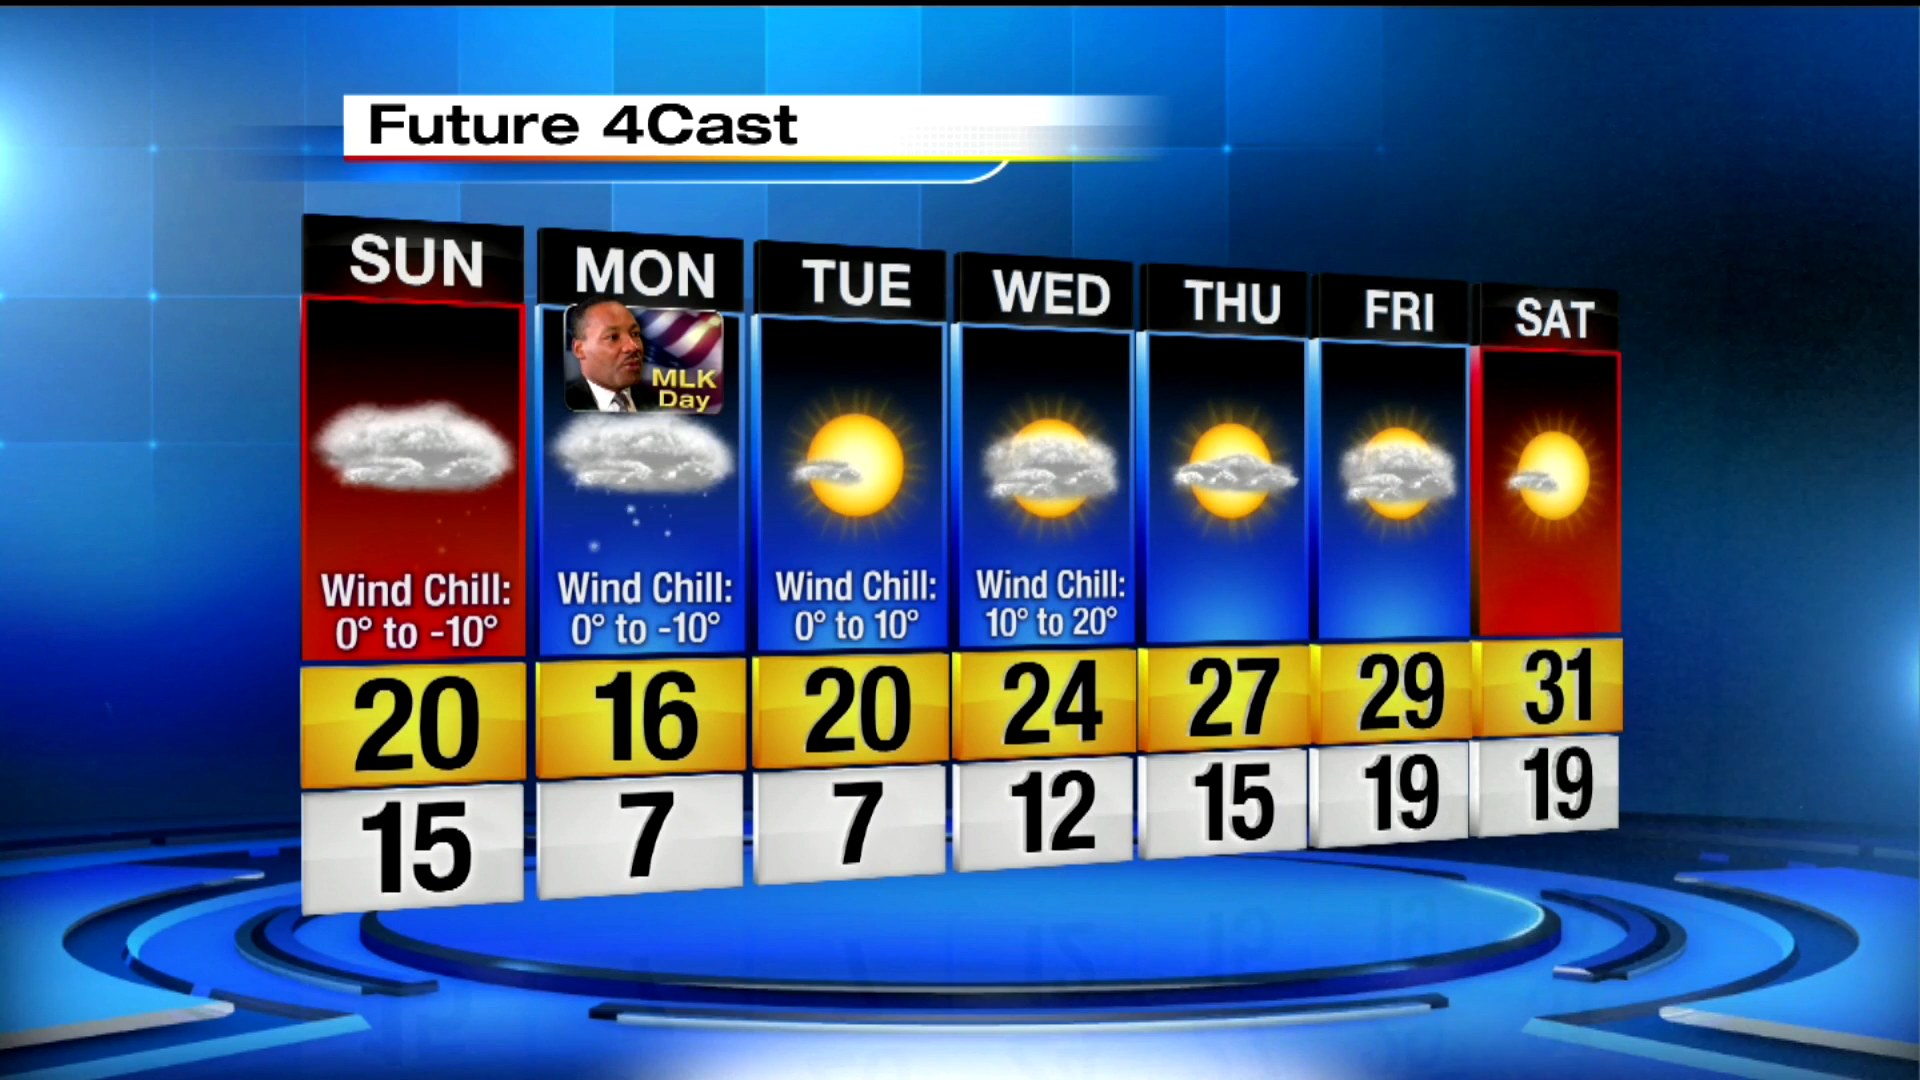 Future 4Cast
SUN MON TUE WED THU FRI SAT
MLK
Day
Wind Chill: Wind Chill: Wind Chill: Wind Chill:
0° to -10° 0° to -10° 0° to 10° 10° to 20°
20 16 20 24 27 29 31
15 7 7 12 15 19 19